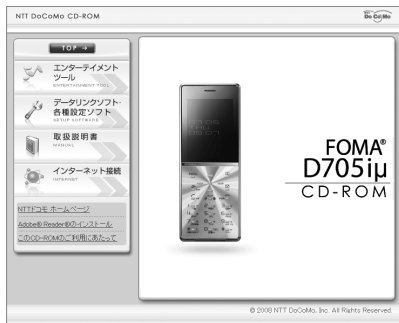 NTT DoCoMo CD-ROM
NTT
DoCoMo
TOP →
エンターテイメント
ツール
ENTERTAINMENT TOOL
データリンクソフト・
各種設定ソフト
SETUP SOFTWARE
取扱説明書
MANUAL
インターネット接続
INTERNET
NTTドコモ ホームページ
Adobe® Reader®のインストール
このCD-ROMのご利用にあたって
FOMA®
D705iμ
CD-ROM
© 2008 NTT DoCoMo, Inc. All Rights Reserved.